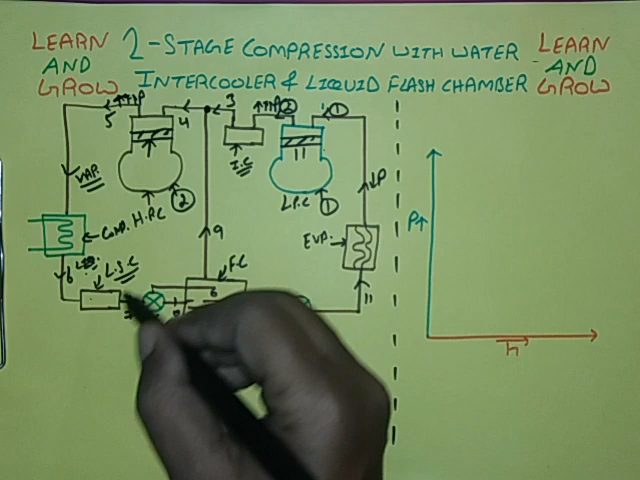 LEARN AND GROW
2-STAGE COMPRESSION WITH WATER
INTERCOOLER & LIQUID FLASH CHAMBER
LEARN AND GROW
5
4
3
2
1
I.C
VAP.
H.P.C
2
L.P.C
1
↓P
COND.
EVP.
9
F.C
6
L.S.C
6
11
P↑
h